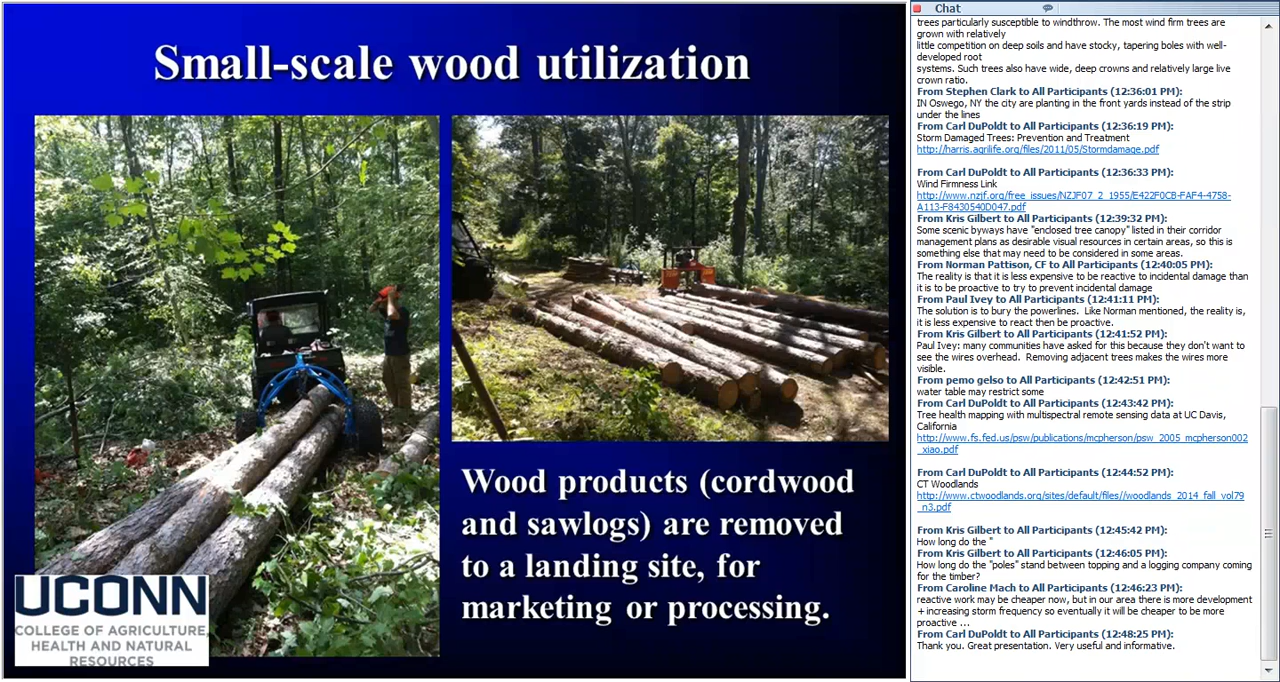 Small-scale wood utilization
Wood products (cordwood
and sawlogs) are removed
to a landing site, for
marketing or processing.
UCONN
COLLEGE OF AGRICULTURE,
HEALTH AND NATURAL
RESOURCES
Chat
trees particularly susceptible to windthrow. The most wind firm trees are
grown with relatively
little competition on deep soils and have stocky, tapering boles with well-
developed root
systems. Such trees also have wide, deep crowns and relatively large live
crown ratio.
From Stephen Clark to All Participants (12:36:01 PM):
IN Oswego, NY the city are planting in the front yards instead of the strip
under the lines
From Carl DuPoldt to All Participants (12:36:19 PM):
Storm Damaged Trees: Prevention and Treatment
http://harris.agrilife.org/files/2011/05/Stormdamage.pdf
From Carl DuPoldt to All Participants (12:36:33 PM):
Wind Firmness Link
http://www.nzjf.org/free_issues/NZJF07_2_1955/E422F0CB-FAF4-4758-
A113-F8430540D047.pdf
From Kris Gilbert to All Participants (12:39:32 PM):
Some scenic byways have "enclosed tree canopy" listed in their corridor
management plans as desirable visual resources in certain areas, so this is
something else that may need to be considered in some areas.
From Norman Pattison, CF to All Participants (12:40:05 PM):
The reality is that it is less expensive to be reactive to incidental damage than
it is to be proactive to try to prevent incidental damage
From Paul Ivey to All Participants (12:41:11 PM):
The solution is to bury the powerlines.  Like Norman mentioned, the reality is,
it is less expensive to react then be proactive.
From Kris Gilbert to All Participants (12:41:52 PM):
Paul Ivey: many communities have asked for this because they don't want to
see the wires overhead.  Removing adjacent trees makes the wires more
visible.
From pemo gelso to All Participants (12:42:51 PM):
water table may restrict some
From Carl DuPoldt to All Participants (12:43:42 PM):
Tree health mapping with multispectral remote sensing data at UC Davis,
California
http://www.fs.fed.us/psw/publications/mcpherson/psw_2005_mcpherson002
_xiao.pdf
From Carl DuPoldt to All Participants (12:44:52 PM):
CT Woodlands
http://www.ctwoodlands.org/sites/default/files//woodlands_2014_fall_vol79
_n3.pdf
From Kris Gilbert to All Participants (12:45:42 PM):
How long do the "
From Kris Gilbert to All Participants (12:46:05 PM):
How long do the "poles" stand between topping and a logging company coming
for the timber?
From Caroline Mach to All Participants (12:46:23 PM):
reactive work may be cheaper now, but in our area there is more development
+ increasing storm frequency so eventually it will be cheaper to be more
proactive ...
From Carl DuPoldt to All Participants (12:48:25 PM):
Thank you. Great presentation. Very useful and informative.